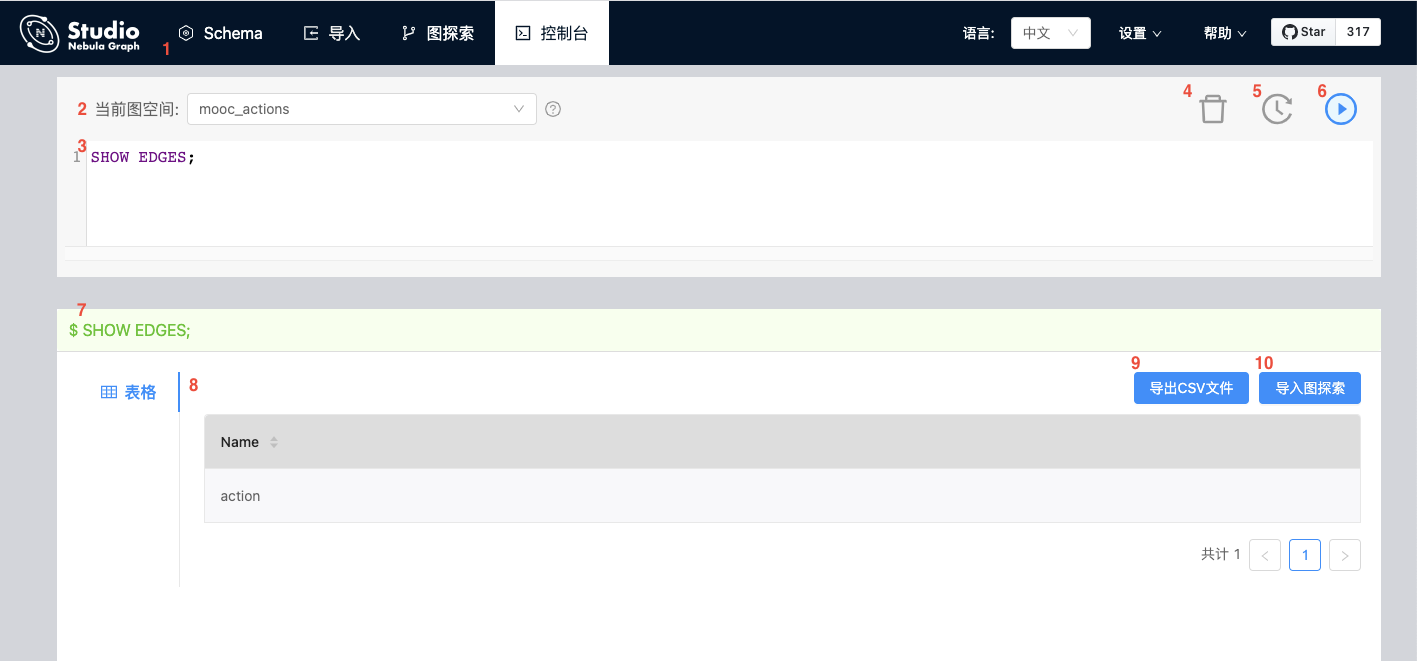 Studio
Nebula Graph
1
Schema
导入
图探索
控制台
语言:
中文
设置
帮助
Star
317
2 当前图空间:
mooc_actions
4
5
6
3
1 SHOW EDGES;
7
$ SHOW EDGES;
表格
8
9
10
导出CSV文件
导入图探索
Name
action
共计 1
1